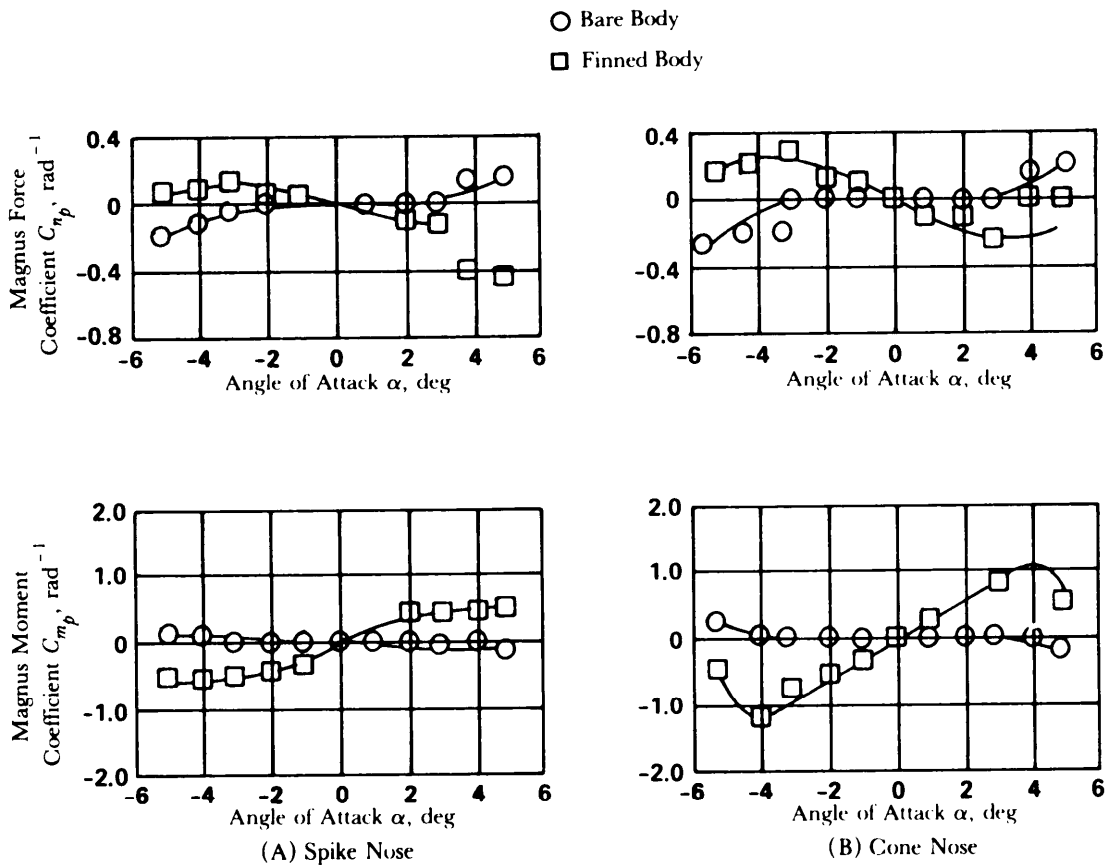 Bare Body
Finned Body
Magnus Force
Coefficient C_{n_p}, rad^{-1}
0.4
0
-0.4
-0.8
-6 -4 -2 0 2 4 6
Angle of Attack α, deg
0.4
0
-0.4
-0.8
-6 -4 -2 0 2 4 6
Angle of Attack α, deg
Magnus Moment
Coefficient C_{m_p}, rad^{-1}
2.0
1.0
0
-1.0
-2.0
-6 -4 -2 0 2 4 6
Angle of Attack α, deg
(A) Spike Nose
2.0
1.0
0
-1.0
-2.0
-6 -4 -2 0 2 4 6
Angle of Attack α, deg
(B) Cone Nose